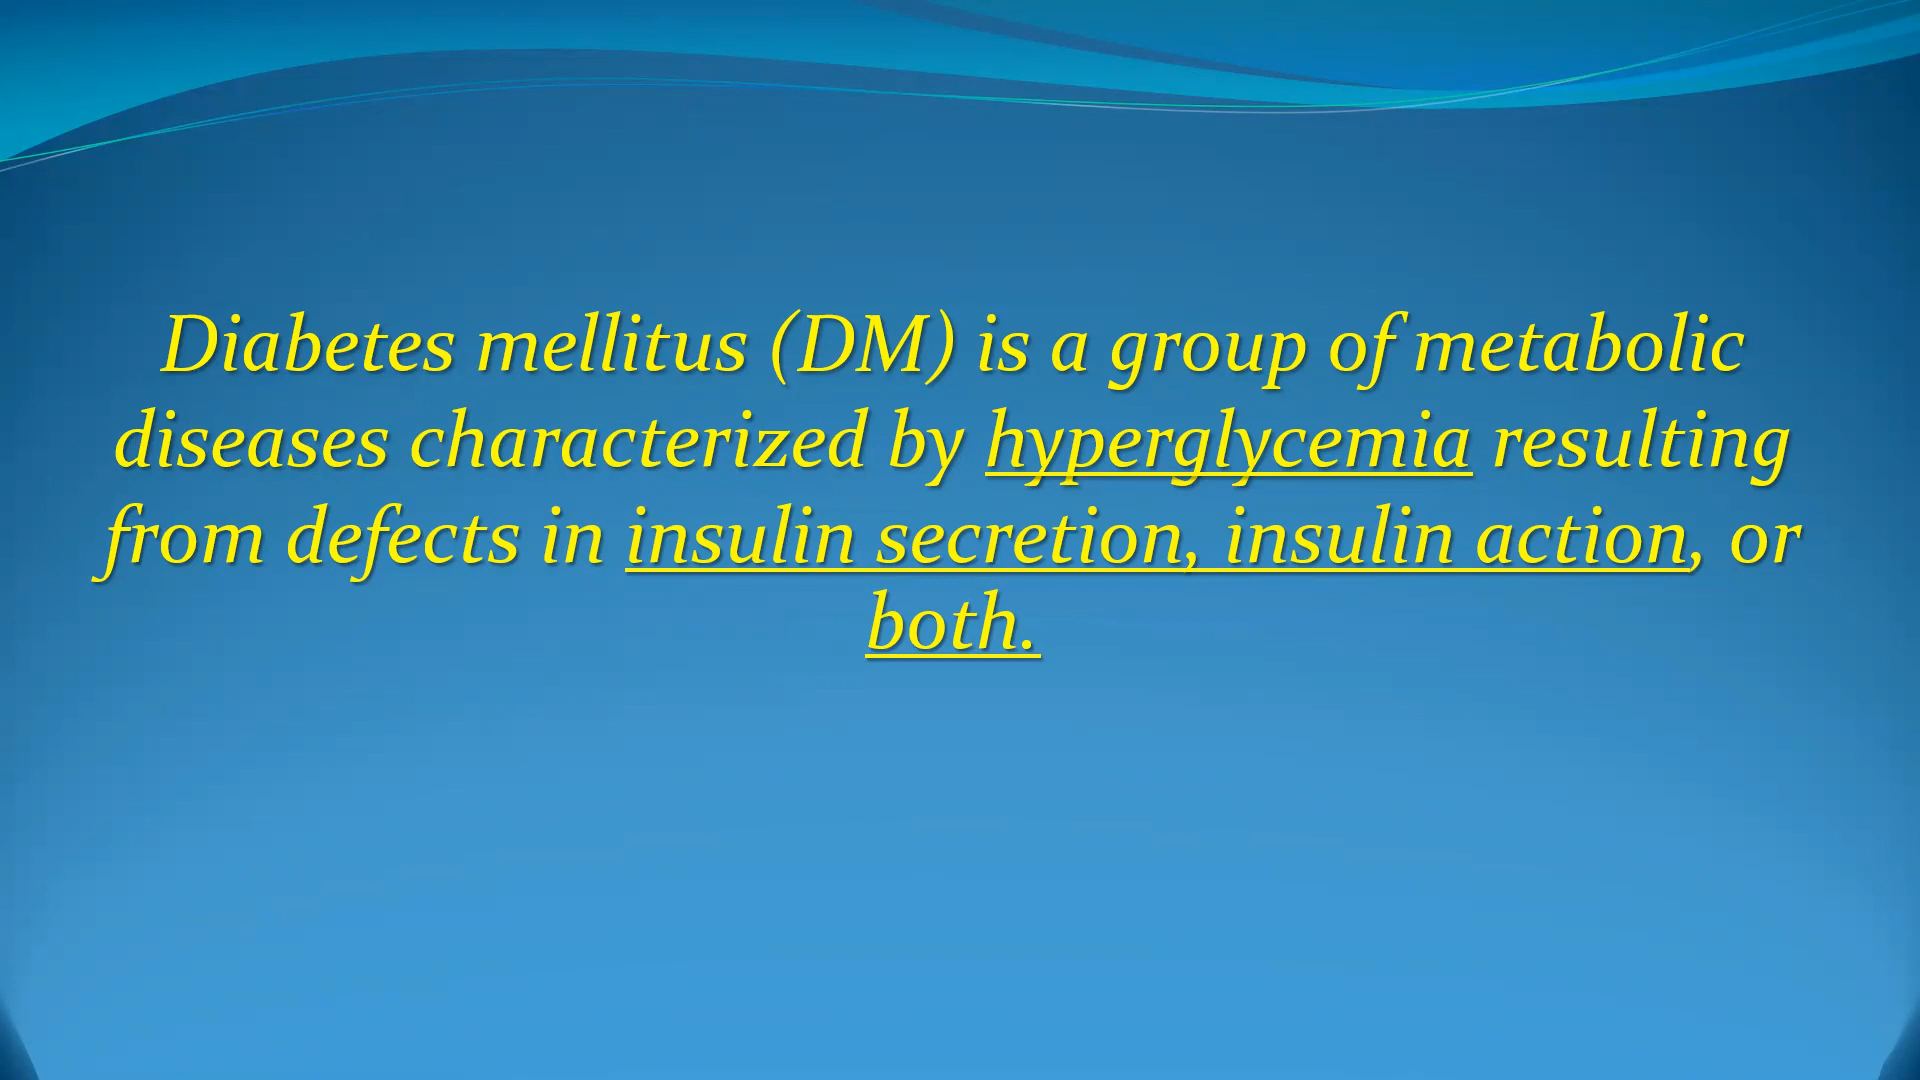 Diabetes mellitus (DM) is a group of metabolic
diseases characterized by hyperglycemia resulting
from defects in insulin secretion, insulin action, or
both.